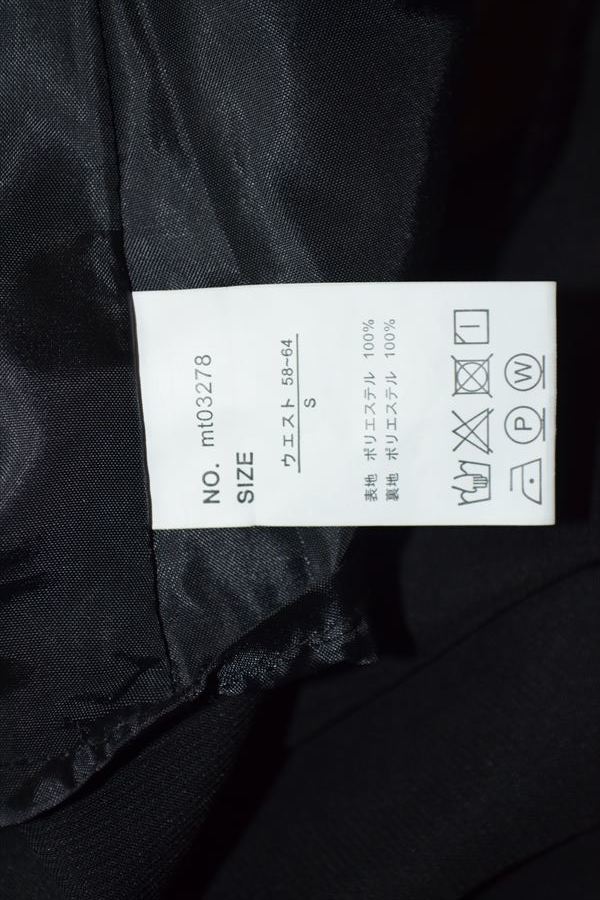 NO. mt03278
SIZE
ウエスト 58~64
S
表地 ポリエステル 100%
裏地 ポリエステル 100%
P W